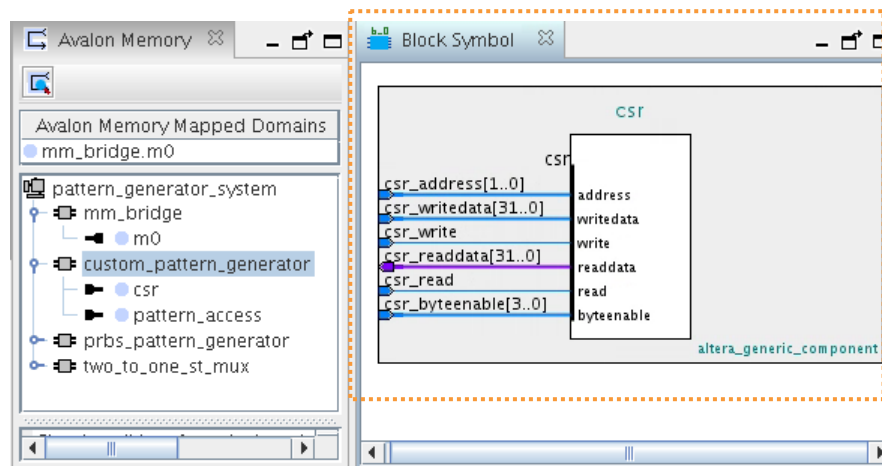 Avalon Memory
Avalon Memory Mapped Domains
mm_bridge.m0
pattern_generator_system
mm_bridge
m0
custom_pattern_generator
csr
pattern_access
prbs_pattern_generator
two_to_one_st_mux
Block Symbol
csr
csr
csr_address[1..0]
address
csr_writedata[31..0]
writedata
csr_write
write
csr_readdata[31..0]
readdata
csr_read
read
csr_byteenable[3..0]
byteenable
altera_generic_component